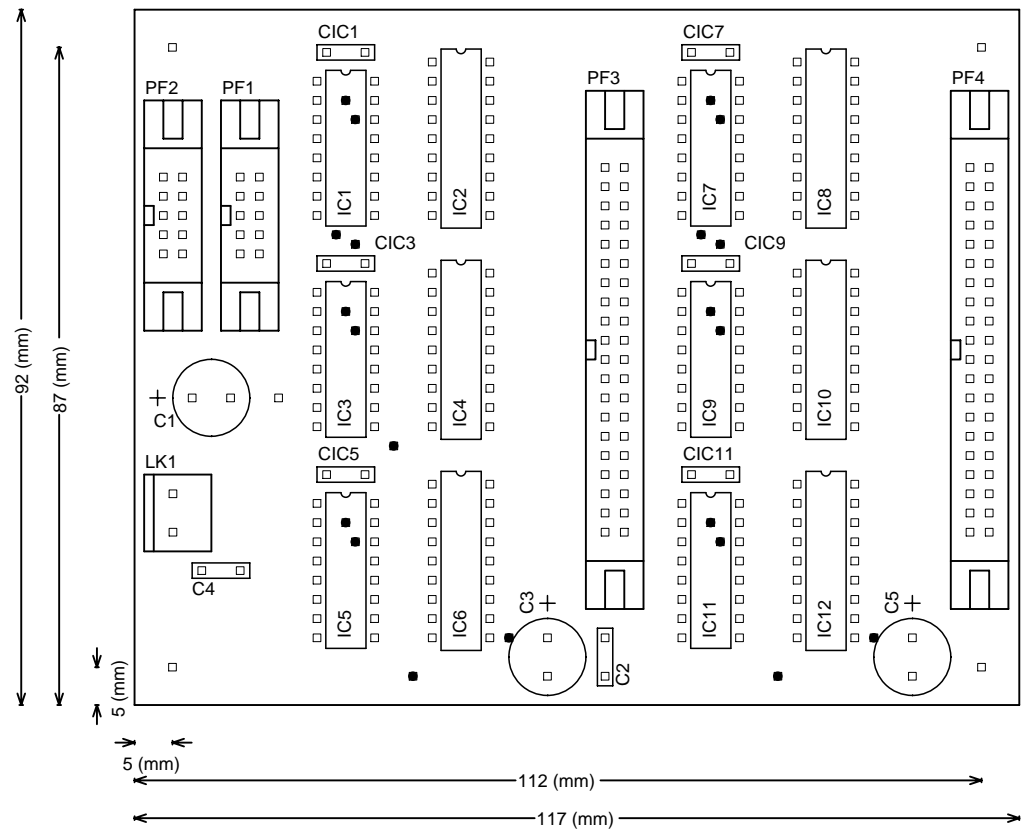 CIC1
CIC7
PF2
PF1
PF3
PF4
IC1
IC2
IC7
IC8
CIC3
CIC9
92 (mm)
87 (mm)
IC3
IC4
IC9
IC10
C1
LK1
CIC5
CIC11
C4
C3
C5
IC5
IC6
IC11
IC12
C2
5 (mm)
5 (mm)
112 (mm)
117 (mm)